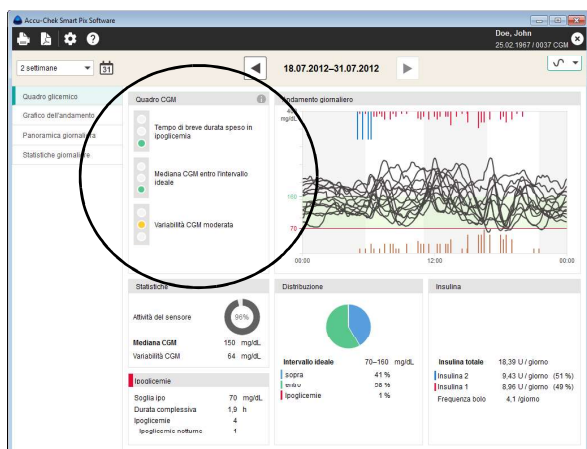 Accu-Chek Smart Pix Software
Doe, John
25.02.1967 / 0037 CGM
2 settimane
31
18.07.2012–31.07.2012
Quadro glicemico
Grafico dell'andamento
Panoramica giornaliera
Statistiche giornaliere
Quadro CGM
Tempo di breve durata speso in
ipoglicemia
Mediana CGM entro l'intervallo
ideale
Variabilità CGM moderata
Andamento giornaliero
mg/dL
160
70
00:00
12:00
00:00
Statistiche
Attività del sensore
96%
Mediana CGM 150 mg/dL
Variabilità CGM 64 mg/dL
Ipoglicemie
Soglia ipo 70 mg/dL
Durata complessiva 1,9 h
Ipoglicemie 4
Ipoglicemie notturne 1
Distribuzione
Intervallo ideale 70–160 mg/dL
sopra 41 %
entro 58 %
Ipoglicemie 1 %
Insulina
Insulina totale 18,39 U / giorno
Insulina 2 9,43 U / giorno (51 %)
Insulina 1 8,96 U / giorno (49 %)
Frequenza bolo 4,1 /giorno